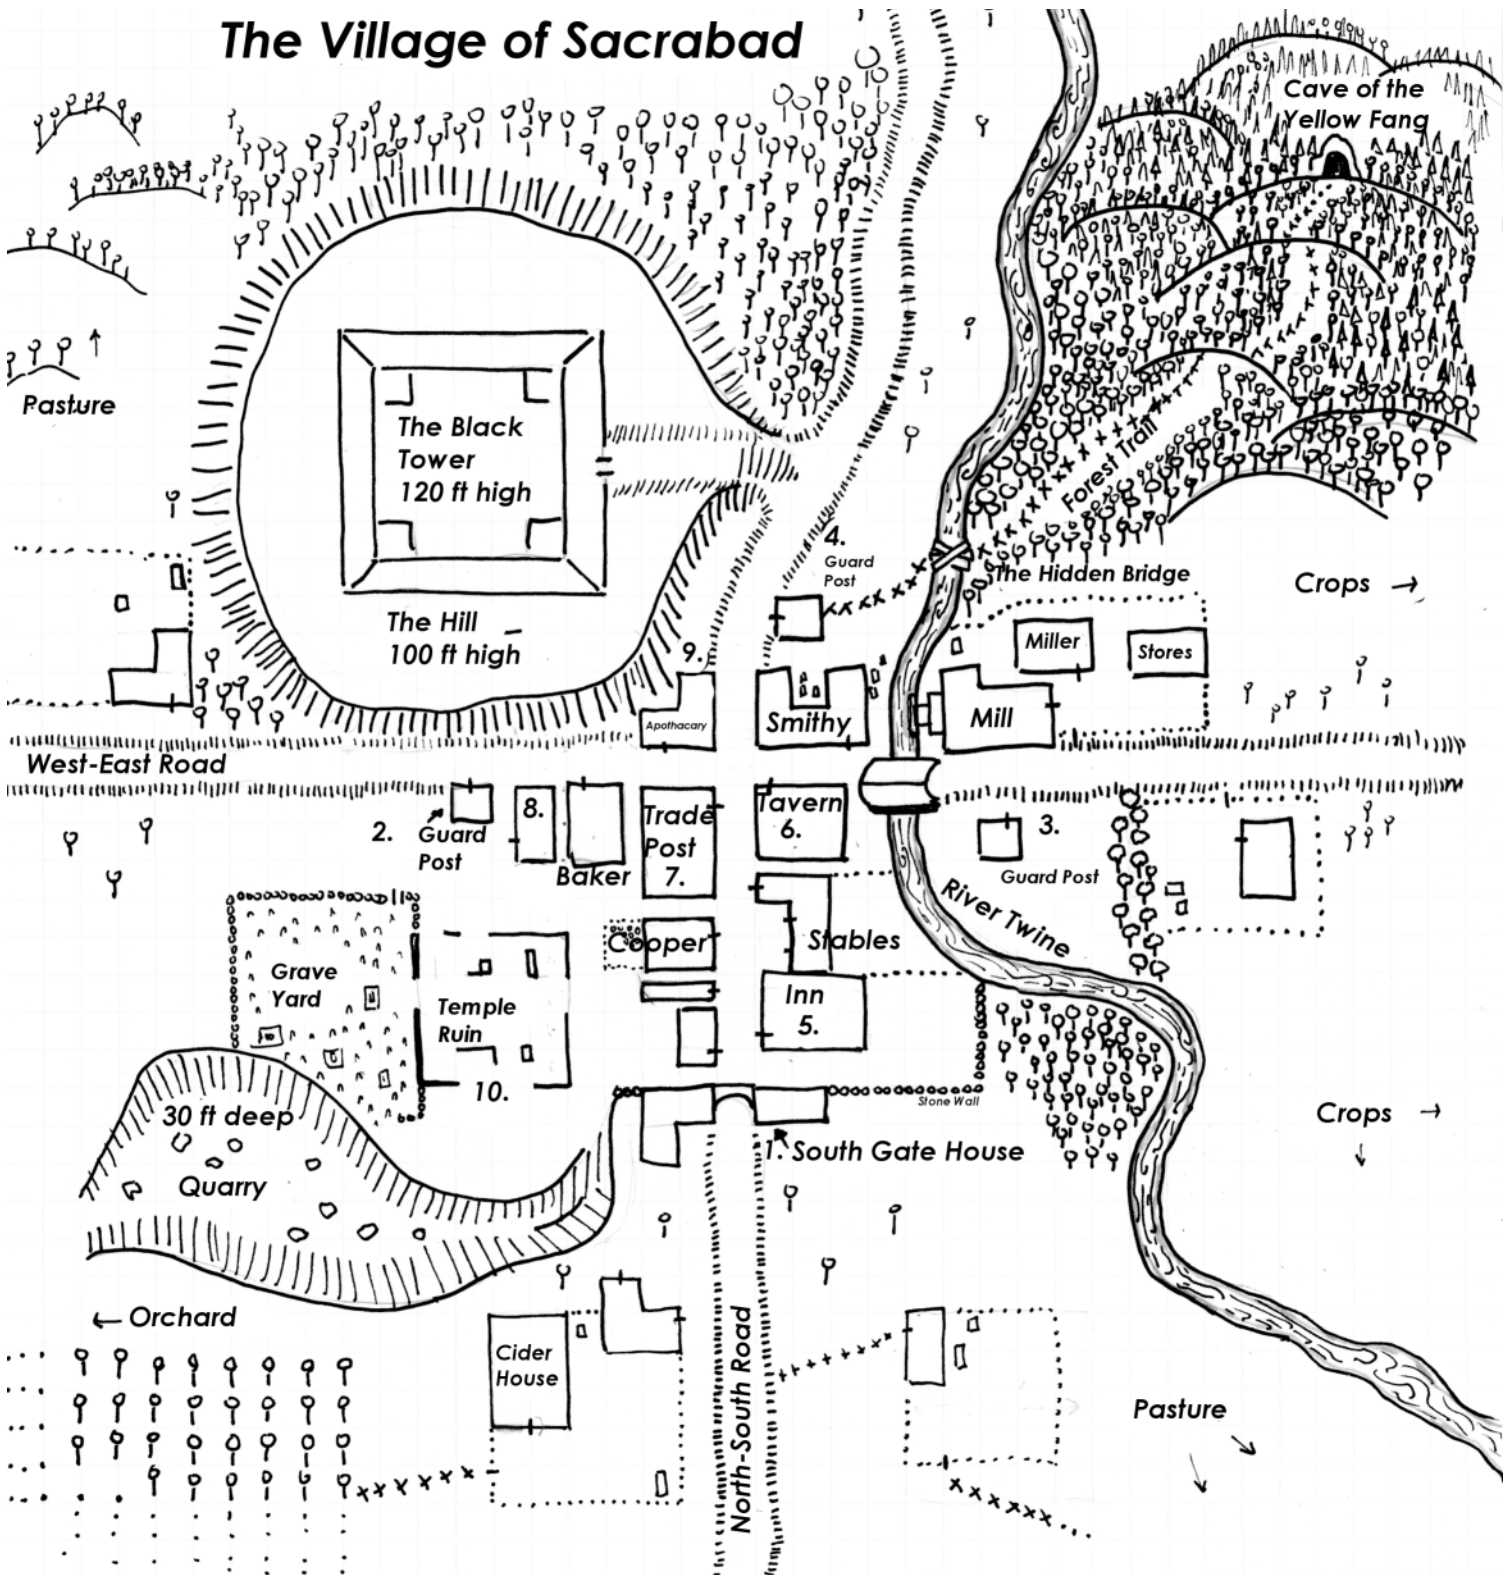 The Village of Sacrabad
Cave of the
Yellow Fang
Pasture
The Black
Tower
120 ft high
Forest Trail
4.
Guard
Post
The Hidden Bridge
Crops
The Hill
100 ft high
9.
Miller
Stores
Apothacary
Smithy
Mill
West-East Road
2.
Guard
Post
8.
Baker
Trade
Post
7.
Tavern
6.
3.
Guard Post
River Twine
Cooper
Stables
Grave
Yard
Temple
Ruin
10.
Inn
5.
Stone Wall
30 ft deep
Quarry
1. South Gate House
Crops
Orchard
Cider
House
North-South Road
Pasture